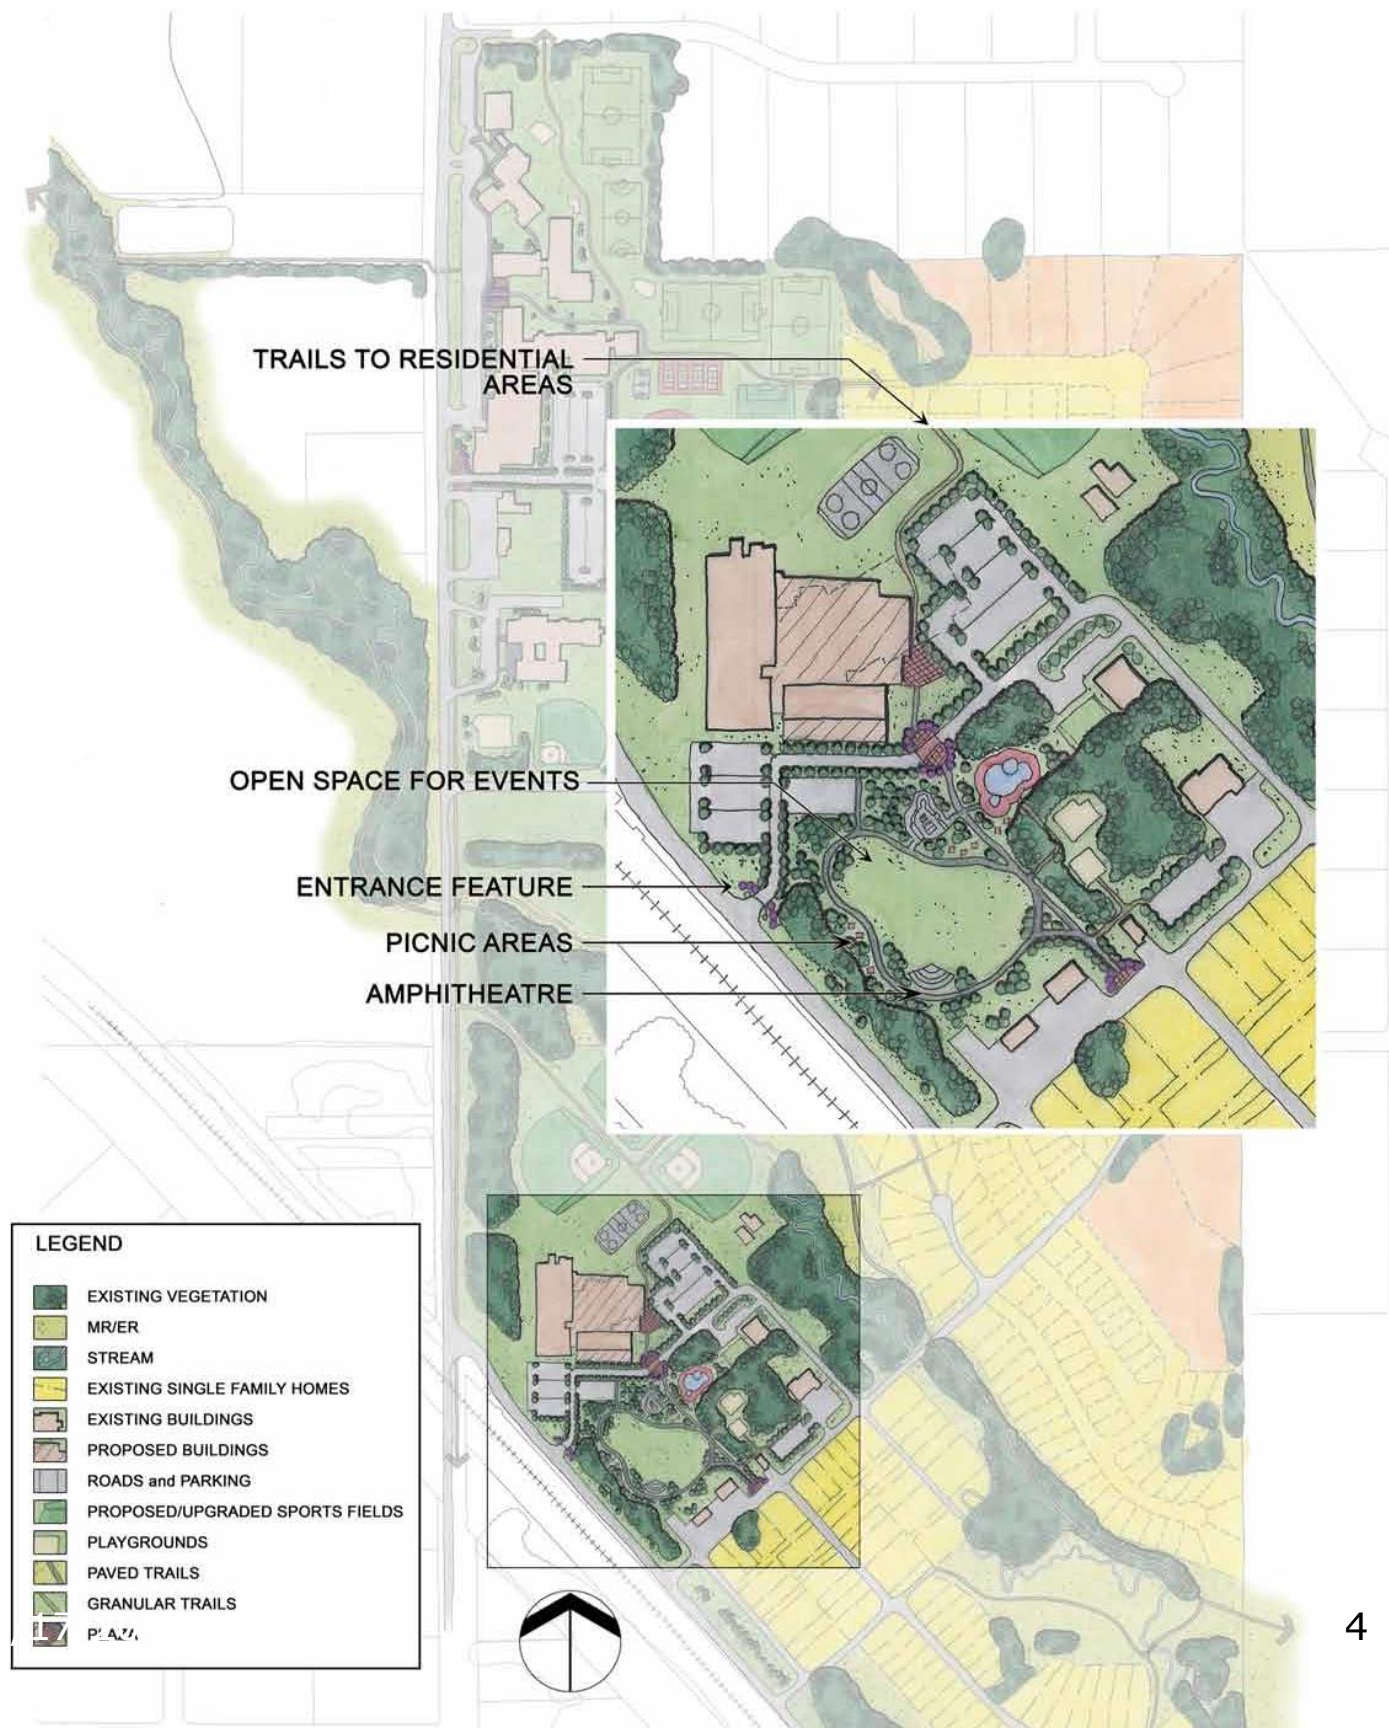 TRAILS TO RESIDENTIAL
AREAS
OPEN SPACE FOR EVENTS
ENTRANCE FEATURE
PICNIC AREAS
AMPHITHEATRE
LEGEND
EXISTING VEGETATION
MR/ER
STREAM
EXISTING SINGLE FAMILY HOMES
EXISTING BUILDINGS
PROPOSED BUILDINGS
ROADS and PARKING
PROPOSED/UPGRADED SPORTS FIELDS
PLAYGROUNDS
PAVED TRAILS
GRANULAR TRAILS
PLAZA
4